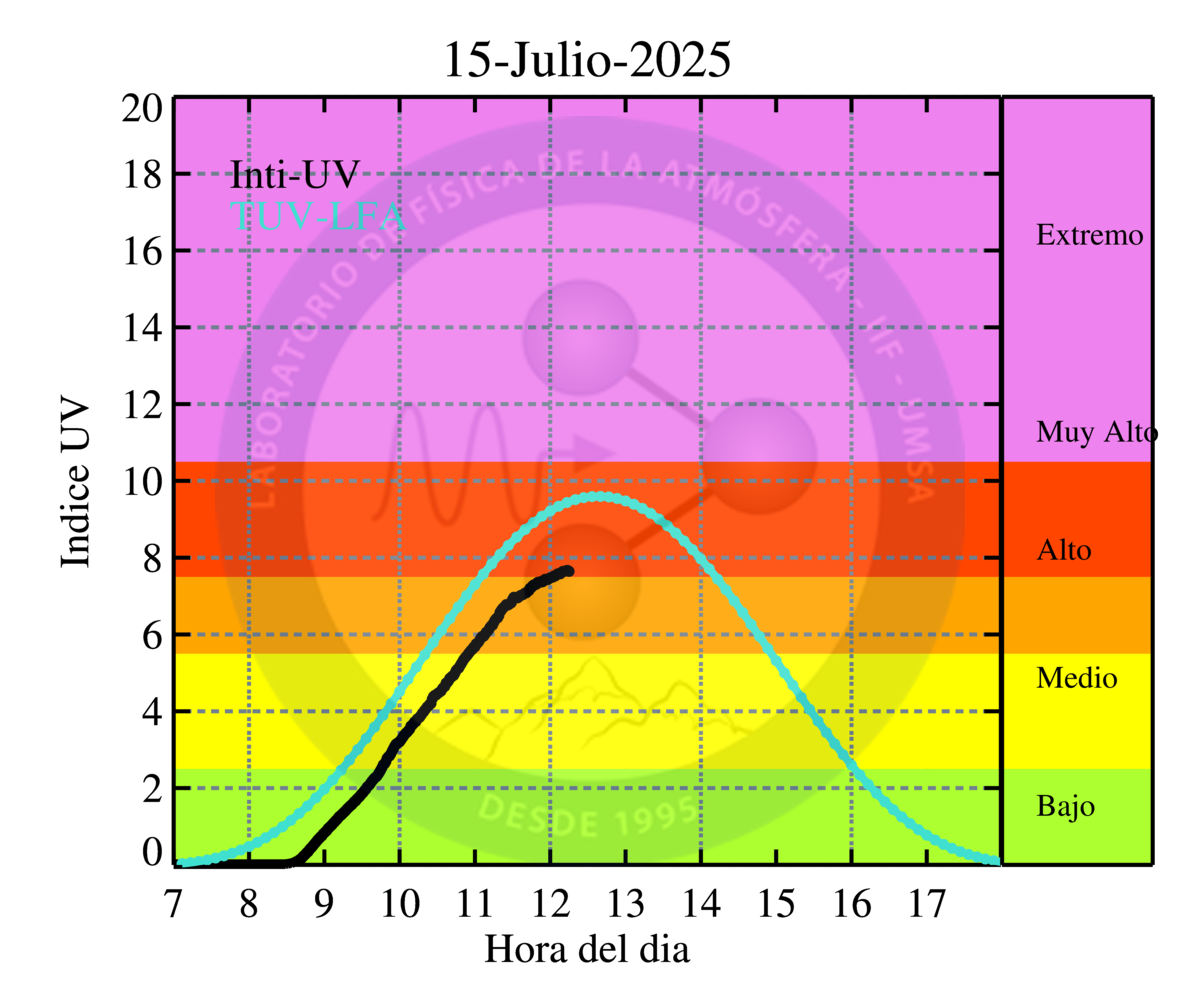 15-Julio-2025
Inti-UV
TUV-LFA
LABORATORIO DE FÍSICA DE LA ATMÓSFERA - IIF - UMSA
DESDE 1995
Indice UV
20
18
16
14
12
10
8
6
4
2
0
Extremo
Muy Alto
Alto
Medio
Bajo
7 8 9 10 11 12 13 14 15 16 17
Hora del dia